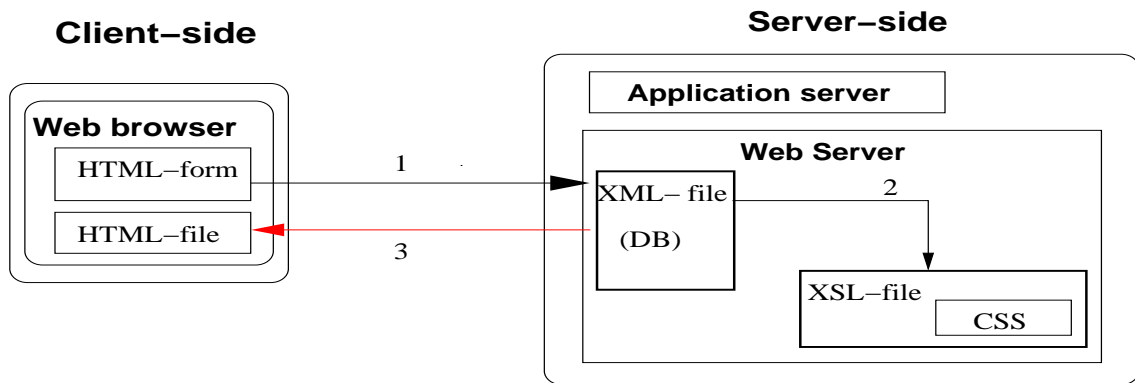 Client–side
Server–side
Web browser
HTML–form
HTML–file
1
3
Application server
Web Server
XML– file
(DB)
2
XSL–file
CSS